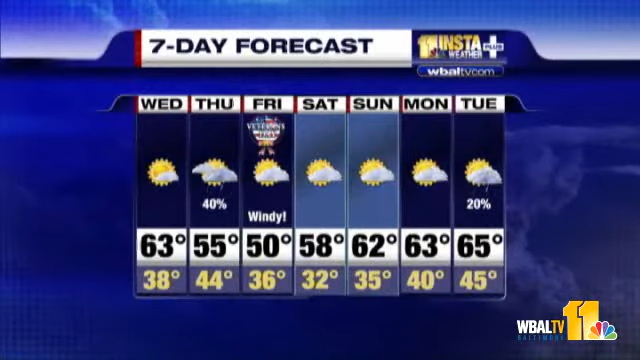 7-DAY FORECAST
11 INSTA
WEATHER PLUS
wbaltv.com
WED THU FRI SAT SUN MON TUE
VETERANS
DAY
40% 20%
Windy!
63° 55° 50° 58° 62° 63° 65°
38° 44° 36° 32° 35° 40° 45°
WBALTV 11
BALTIMORE